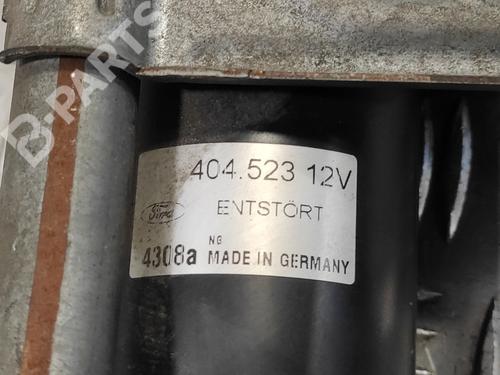 B-PARTS
404.523 12V
Ford ENTSTÖRT
4308a NG MADE IN GERMANY